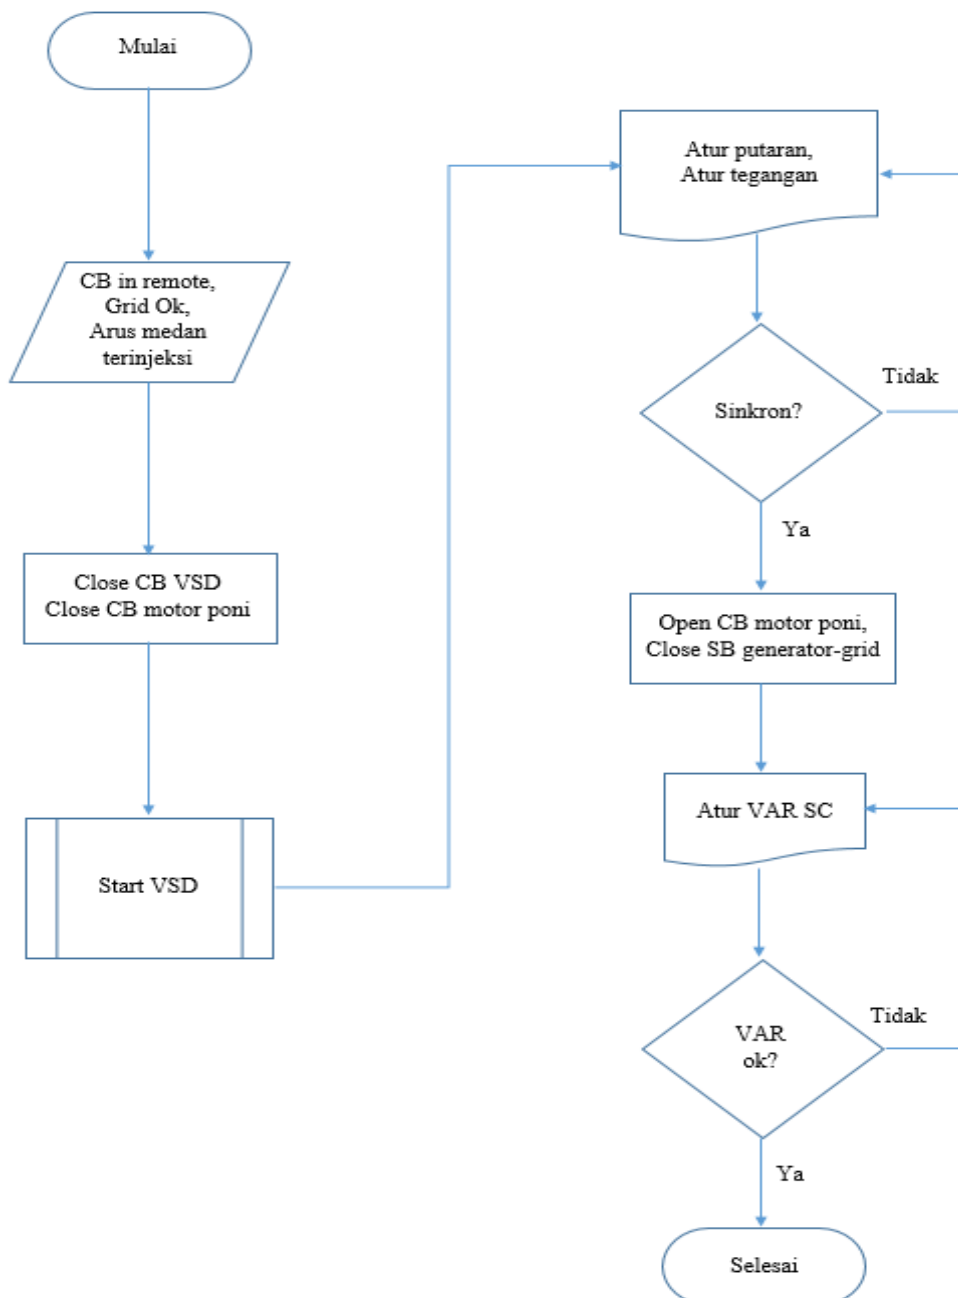 Mulai
CB in remote,
Grid Ok,
Arus medan
terinjeksi
Close CB VSD
Close CB motor poni
Start VSD
Atur putaran,
Atur tegangan
Sinkron?
Tidak
Ya
Open CB motor poni,
Close SB generator-grid
Atur VAR SC
VAR
ok?
Tidak
Ya
Selesai